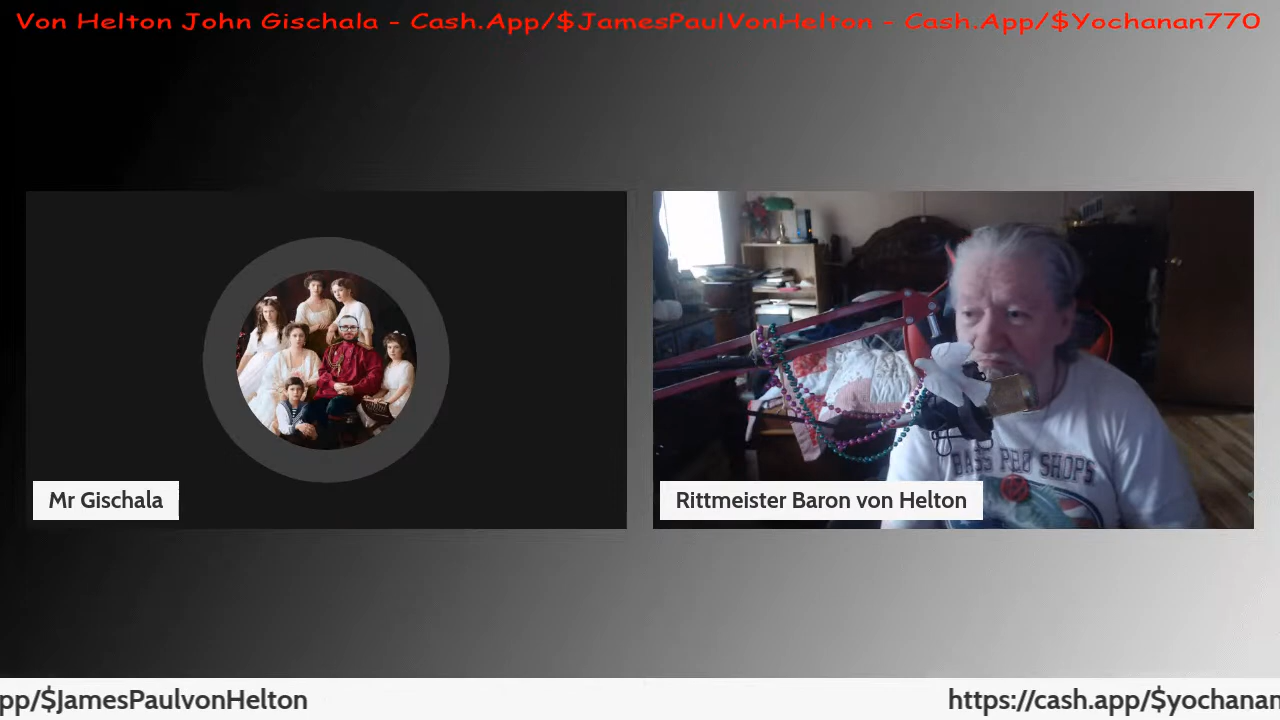 Von Helton John Gischala - Cash.App/$JamesPaulVonHelton - Cash.App/$Yochanan770
Mr Gischala
BASS PRO SHOPS
Rittmeister Baron von Helton
pp/$JamesPaulvonHelton
https://cash.app/$yochanan